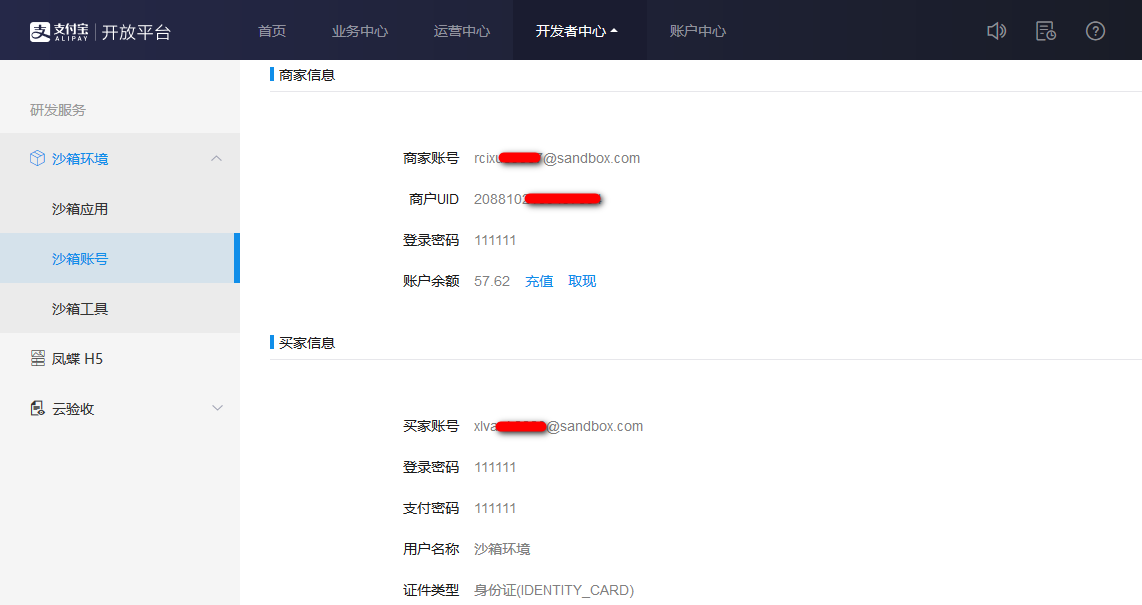 支付宝 ALIPAY 开放平台 首页 业务中心 运营中心 开发者中心 账户中心
研发服务
沙箱环境
沙箱应用
沙箱账号
沙箱工具
凤蝶 H5
云验收
商家信息
商家账号 rcixu @sandbox.com
商户UID 208810
登录密码 111111
账户余额 57.62 充值 取现
买家信息
买家账号 xlva @sandbox.com
登录密码 111111
支付密码 111111
用户名称 沙箱环境
证件类型 身份证(IDENTITY_CARD)